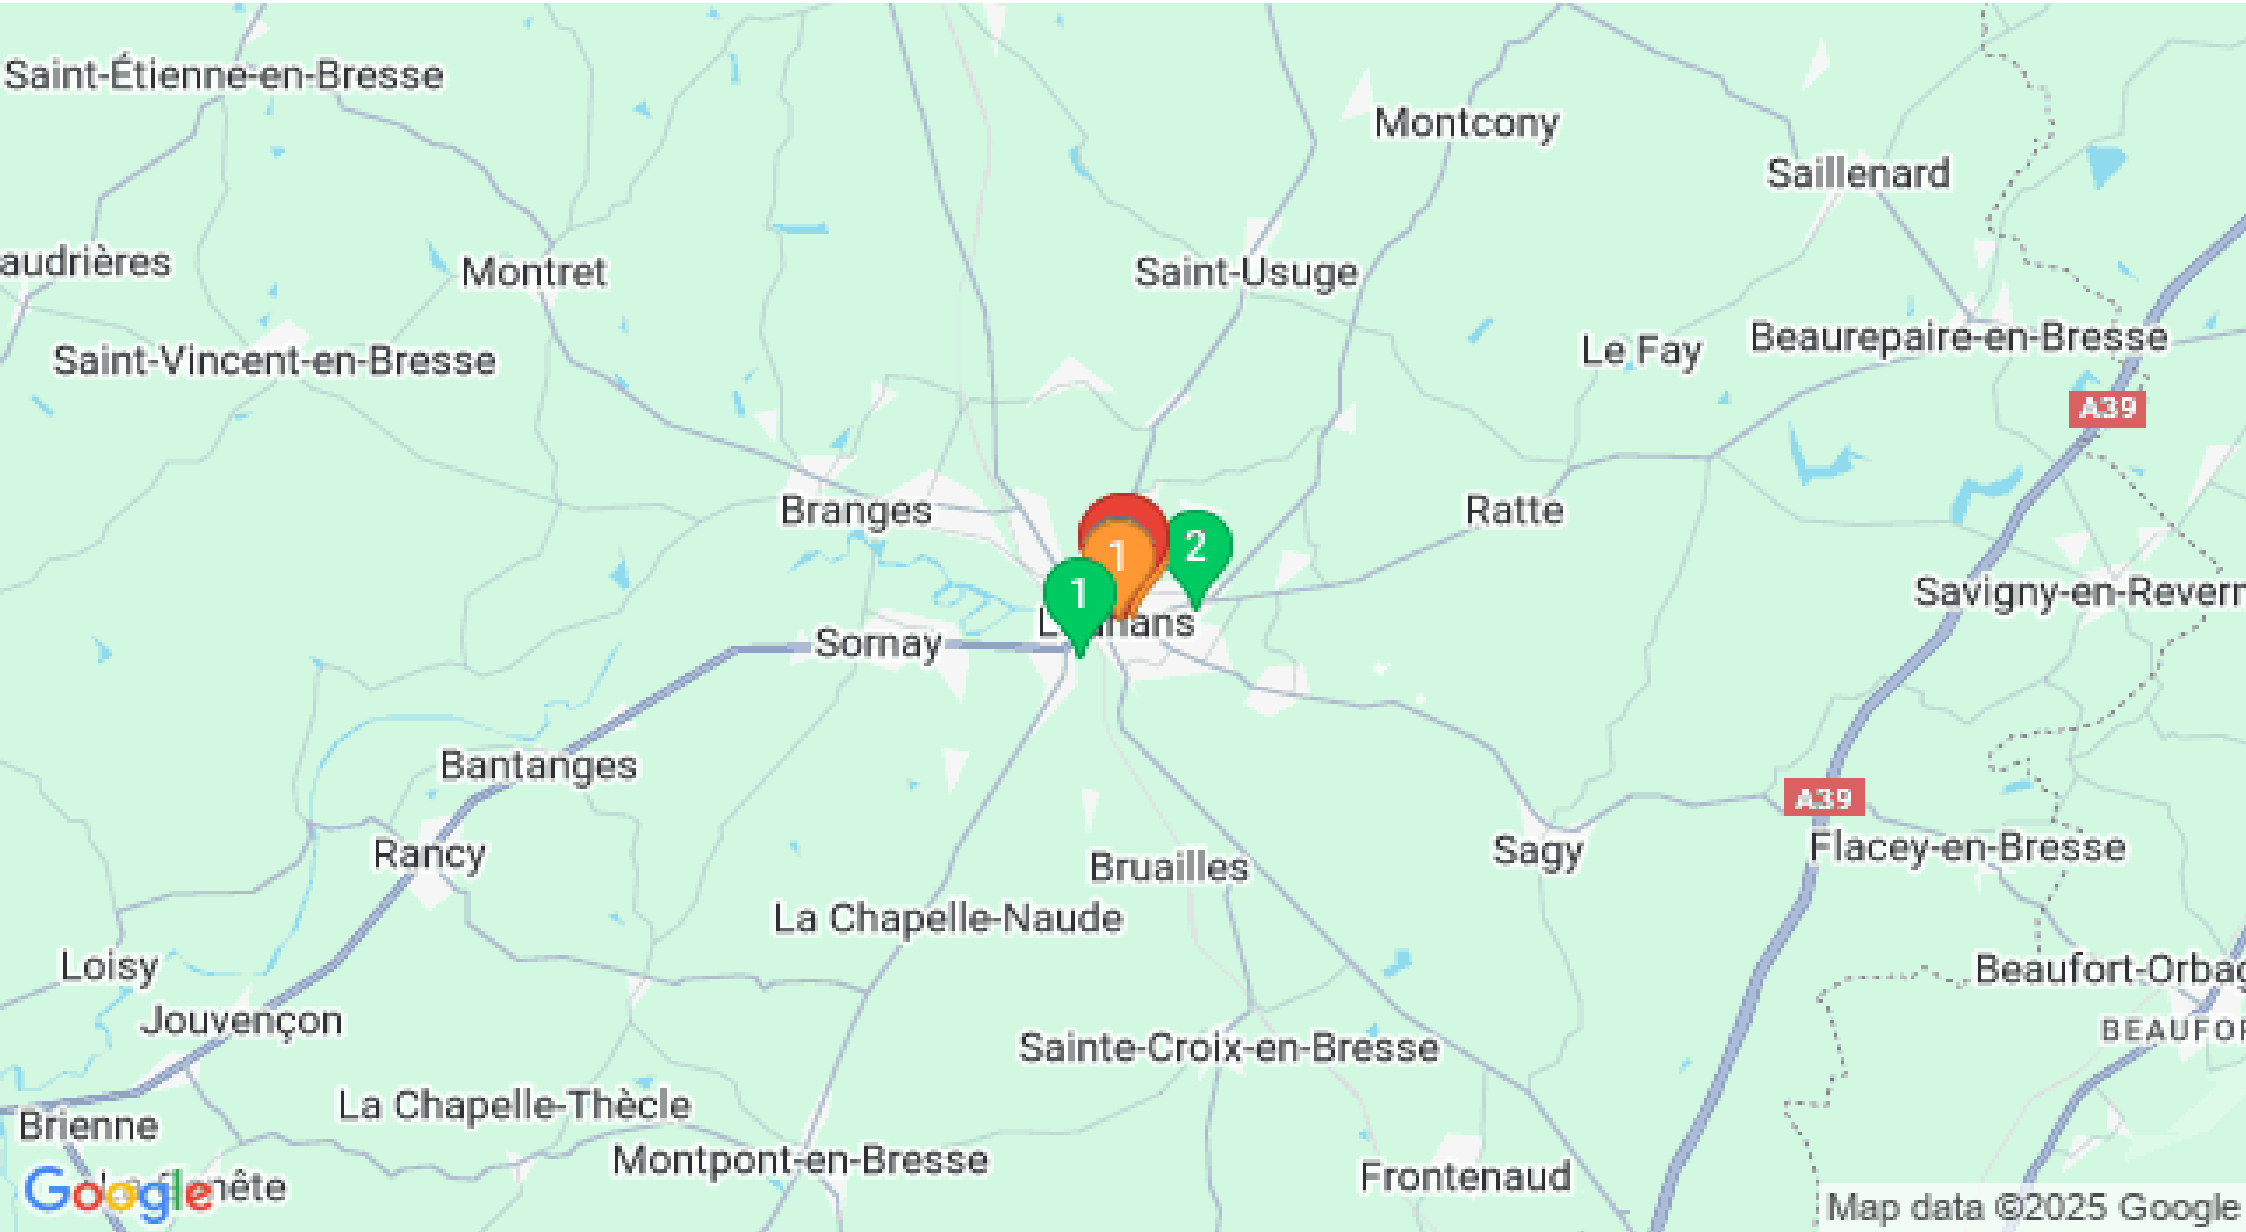 Saint-Étienne-en-Bresse
Montcony
Saillenard
audrières
Montret
Saint-Usuge
Saint-Vincent-en-Bresse
Le Fay
Beaurepaire-en-Bresse
A39
Branges
Ratte
1
2
1
Savigny-en-Rever
Sornay
Bantanges
A39
Rancy
Sagy
Flacey-en-Bresse
Bruailles
La Chapelle-Naude
Loisy
Beaufort-Orbag
Jouvençon
BEAUFOR
Sainte-Croix-en-Bresse
La Chapelle-Thècle
Brienne
Montpont-en-Bresse
Frontenaud
Google
Map data ©2025 Google